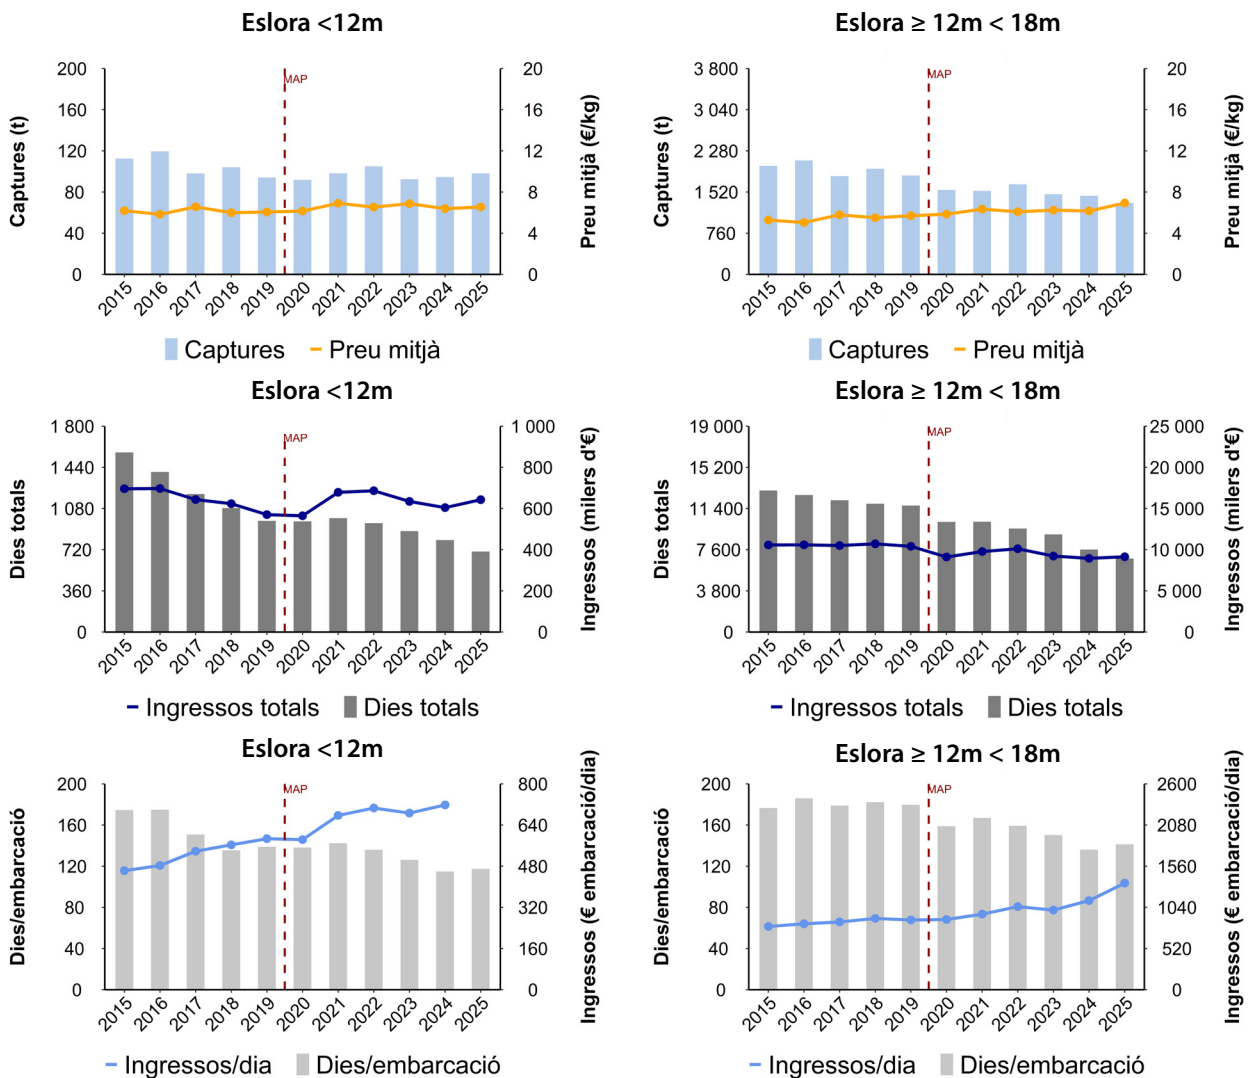 Eslora <12m
Captures (t)
200
160
120
80
40
0
MAP
20
16
12
8
4
0
Preu mitjà (€/kg)
2015 2016 2017 2018 2019 2020 2021 2022 2023 2024 2025
Captures Preu mitjà
Eslora ≥ 12m < 18m
Captures (t)
3 800
3 040
2 280
1 520
760
0
MAP
20
16
12
8
4
0
Preu mitjà (€/kg)
2015 2016 2017 2018 2019 2020 2021 2022 2023 2024 2025
Captures Preu mitjà
Eslora <12m
Dies totals
1 800
1 440
1 080
720
360
0
MAP
1 000
800
600
400
200
0
Ingressos (milers d'€)
2015 2016 2017 2018 2019 2020 2021 2022 2023 2024 2025
Ingressos totals Dies totals
Eslora ≥ 12m < 18m
Dies totals
19 000
15 200
11 400
7 600
3 800
0
MAP
25 000
20 000
15 000
10 000
5 000
0
Ingressos (milers d'€)
2015 2016 2017 2018 2019 2020 2021 2022 2023 2024 2025
Ingressos totals Dies totals
Eslora <12m
Dies/embarcació
200
160
120
80
40
0
MAP
800
640
480
320
160
0
Ingressos (€ embarcació/dia)
2015 2016 2017 2018 2019 2020 2021 2022 2023 2024 2025
Ingressos/dia Dies/embarcació
Eslora ≥ 12m < 18m
Dies/embarcació
200
160
120
80
40
0
MAP
2600
2080
1560
1040
520
0
Ingressos (€ embarcació/dia)
2015 2016 2017 2018 2019 2020 2021 2022 2023 2024 2025
Ingressos/dia Dies/embarcació